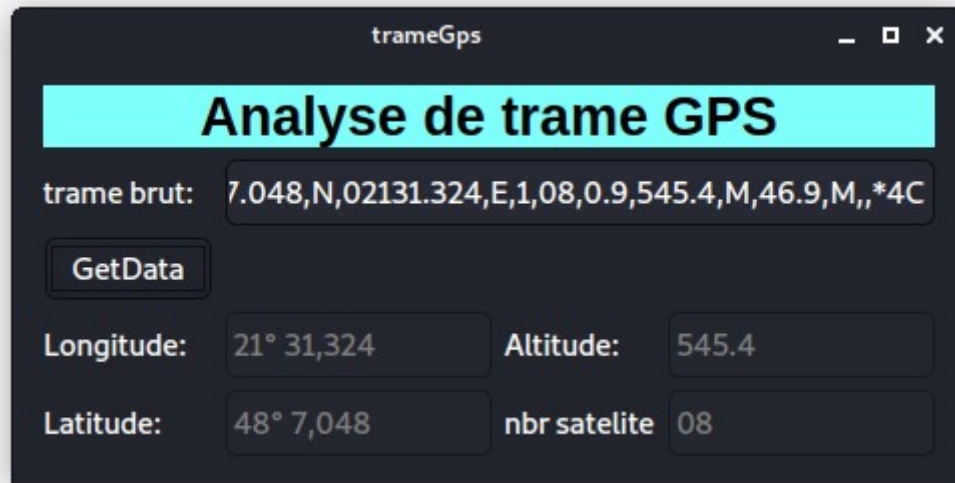 trameGps
Analyse de trame GPS
trame brut: 7.048,N,02131.324,E,1,08,0.9,545.4,M,46.9,M,,*4C
GetData
Longitude: 21° 31,324 Altitude: 545.4
Latitude: 48° 7,048 nbr satelite 08